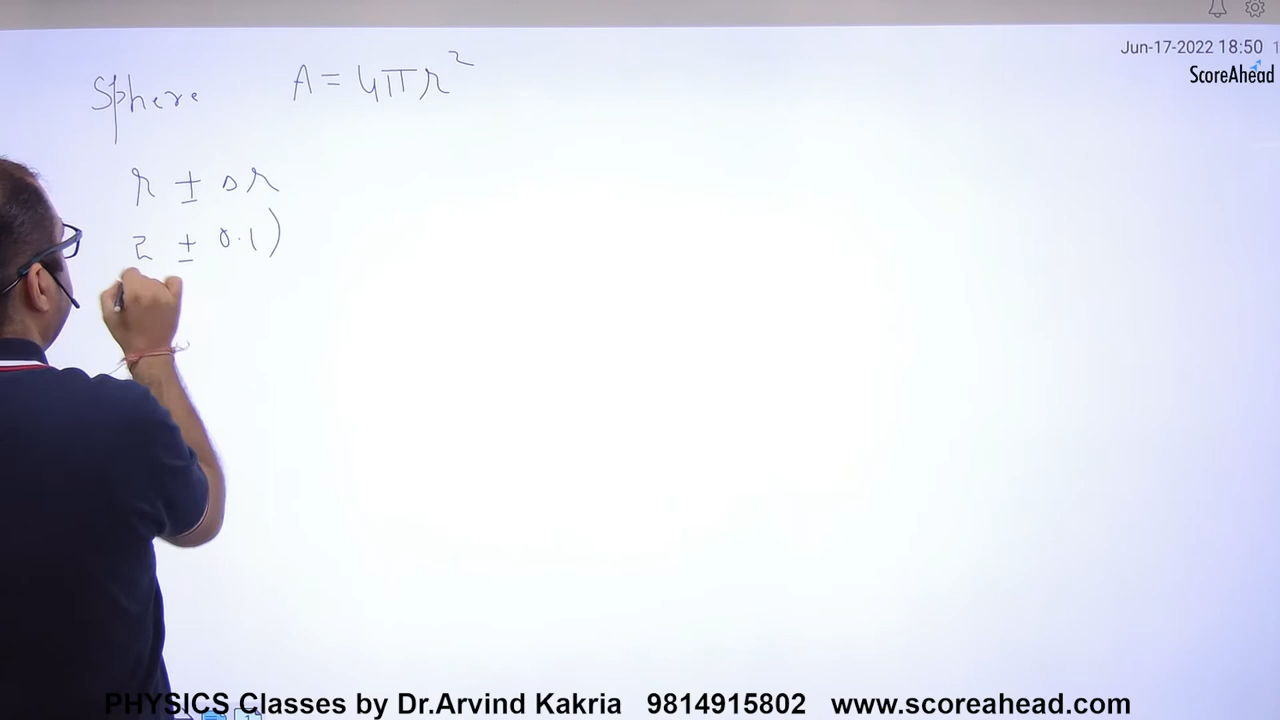 Jun-17-2022 18:50 1
ScoreAhead
Sphere A = 4πr²
r ± Δr
2 ± 0.1)
PHYSICS Classes by Dr.Arvind Kakria 9814915802 www.scoreahead.com